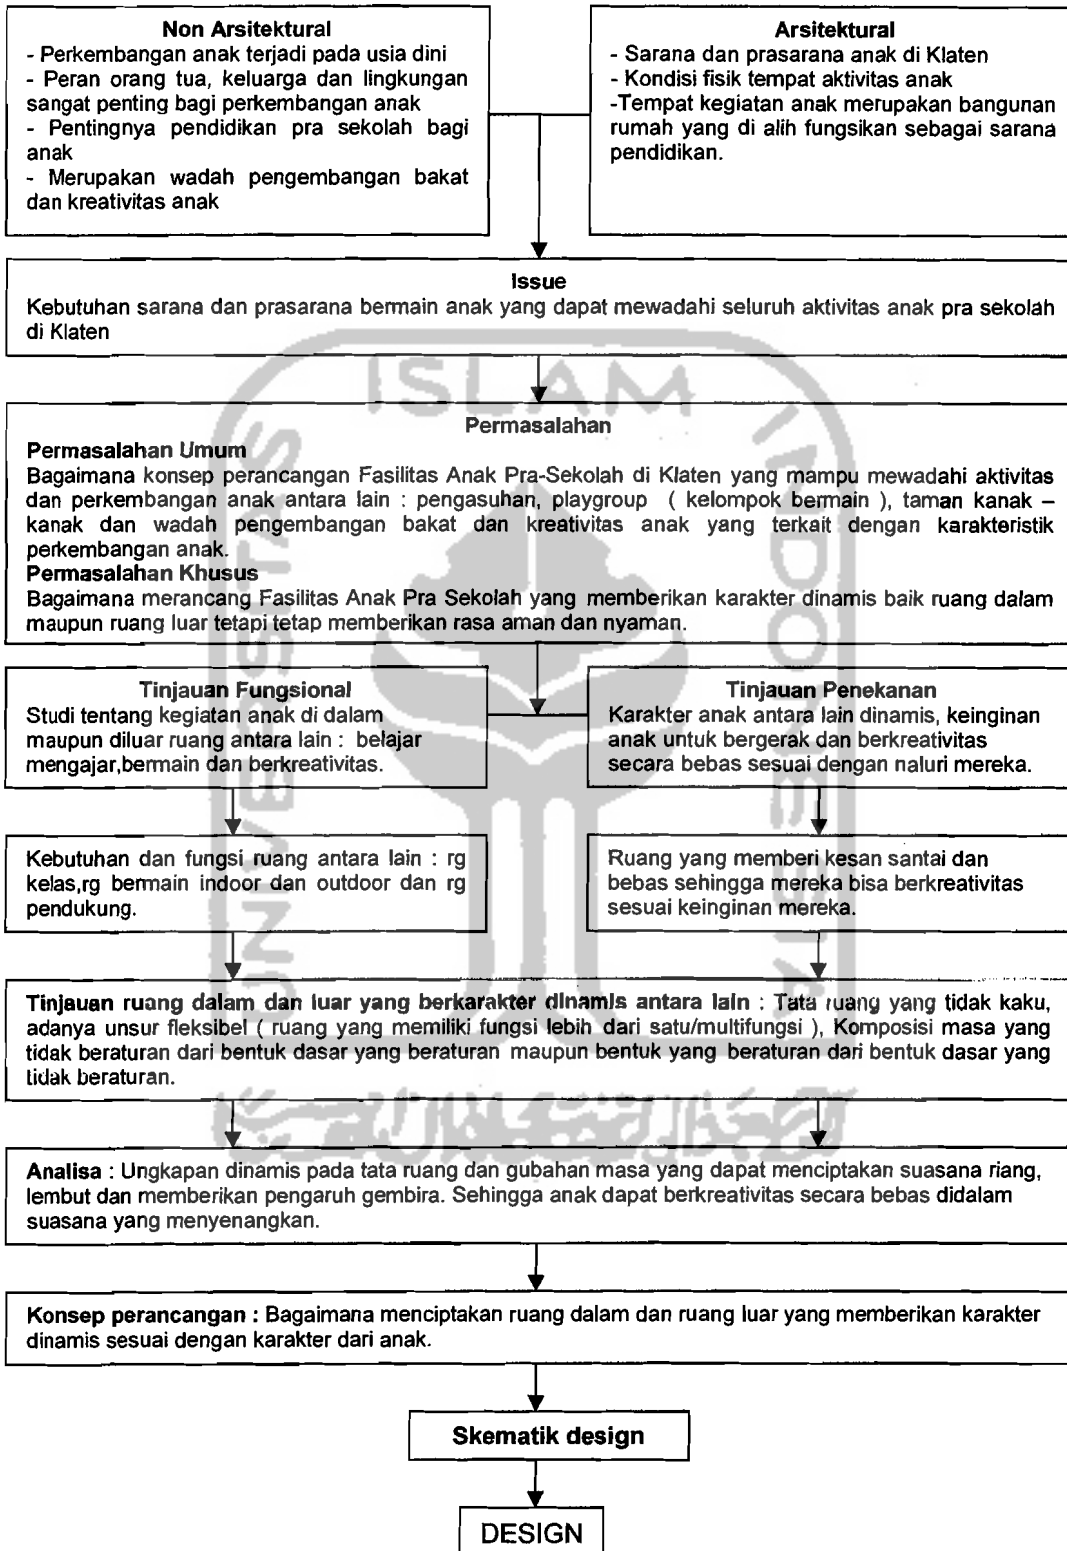 Non Arsitektural
- Perkembangan anak terjadi pada usia dini
- Peran orang tua, keluarga dan lingkungan
sangat penting bagi perkembangan anak
- Pentingnya pendidikan pra sekolah bagi
anak
- Merupakan wadah pengembangan bakat
dan kreativitas anak
Arsitektural
- Sarana dan prasarana anak di Klaten
- Kondisi fisik tempat aktivitas anak
-Tempat kegiatan anak merupakan bangunan
rumah yang di alih fungsikan sebagai sarana
pendidikan.
Issue
Kebutuhan sarana dan prasarana bermain anak yang dapat mewadahi seluruh aktivitas anak pra sekolah
di Klaten
Permasalahan
Permasalahan Umum
Bagaimana konsep perancangan Fasilitas Anak Pra-Sekolah di Klaten yang mampu mewadahi aktivitas
dan perkembangan anak antara lain : pengasuhan, playgroup ( kelompok bermain ), taman kanak –
kanak dan wadah pengembangan bakat dan kreativitas anak yang terkait dengan karakteristik
perkembangan anak.
Permasalahan Khusus
Bagaimana merancang Fasilitas Anak Pra Sekolah yang memberikan karakter dinamis baik ruang dalam
maupun ruang luar tetapi tetap memberikan rasa aman dan nyaman.
Tinjauan Fungsional
Studi tentang kegiatan anak di dalam
maupun diluar ruang antara lain : belajar
mengajar,bermain dan berkreativitas.
Tinjauan Penekanan
Karakter anak antara lain dinamis, keinginan
anak untuk bergerak dan berkreativitas
secara bebas sesuai dengan naluri mereka.
Kebutuhan dan fungsi ruang antara lain : rg
kelas,rg bermain indoor dan outdoor dan rg
pendukung.
Ruang yang memberi kesan santai dan
bebas sehingga mereka bisa berkreativitas
sesuai keinginan mereka.
Tinjauan ruang dalam dan luar yang berkarakter dinamis antara lain : Tata ruang yang tidak kaku,
adanya unsur fleksibel ( ruang yang memiliki fungsi lebih dari satu/multifungsi ), Komposisi masa yang
tidak beraturan dari bentuk dasar yang beraturan maupun bentuk yang beraturan dari bentuk dasar yang
tidak beraturan.
Analisa : Ungkapan dinamis pada tata ruang dan gubahan masa yang dapat menciptakan suasana riang,
lembut dan memberikan pengaruh gembira. Sehingga anak dapat berkreativitas secara bebas didalam
suasana yang menyenangkan.
Konsep perancangan : Bagaimana menciptakan ruang dalam dan ruang luar yang memberikan karakter
dinamis sesuai dengan karakter dari anak.
Skematik design
DESIGN
UNIVERSITAS
ISLAM
INDONESIA